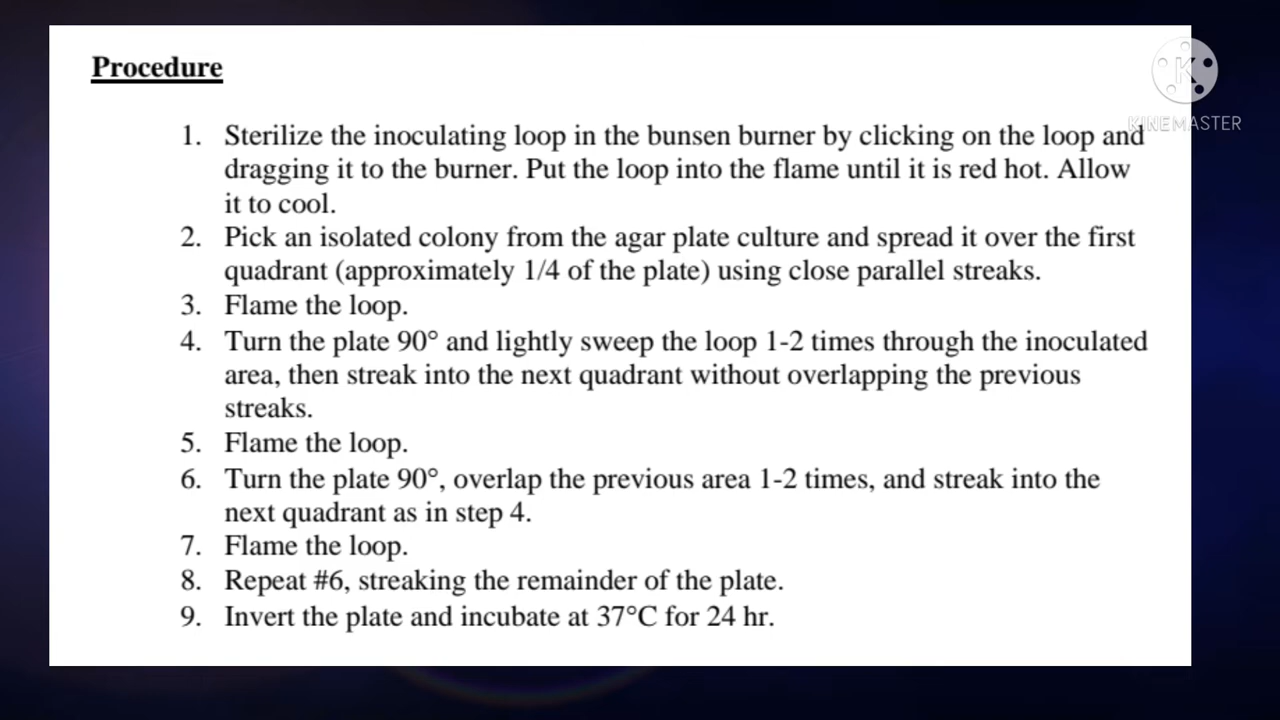 Procedure
KINEMASTER
1. Sterilize the inoculating loop in the bunsen burner by clicking on the loop and
dragging it to the burner. Put the loop into the flame until it is red hot. Allow
it to cool.
2. Pick an isolated colony from the agar plate culture and spread it over the first
quadrant (approximately 1/4 of the plate) using close parallel streaks.
3. Flame the loop.
4. Turn the plate 90° and lightly sweep the loop 1-2 times through the inoculated
area, then streak into the next quadrant without overlapping the previous
streaks.
5. Flame the loop.
6. Turn the plate 90°, overlap the previous area 1-2 times, and streak into the
next quadrant as in step 4.
7. Flame the loop.
8. Repeat #6, streaking the remainder of the plate.
9. Invert the plate and incubate at 37°C for 24 hr.